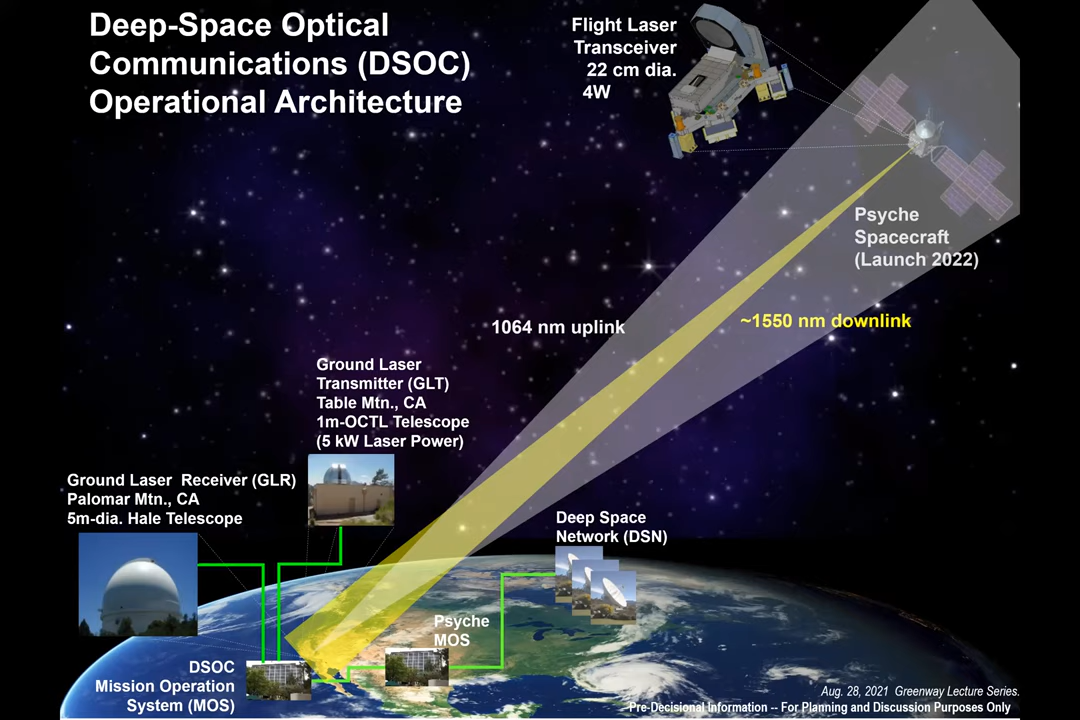 Deep-Space Optical
Communications (DSOC)
Operational Architecture
Flight Laser
Transceiver
22 cm dia.
4W
Psyche
Spacecraft
(Launch 2022)
1064 nm uplink
~1550 nm downlink
Ground Laser
Transmitter (GLT)
Table Mtn., CA
1m-OCTL Telescope
(5 kW Laser Power)
Ground Laser Receiver (GLR)
Palomar Mtn., CA
5m-dia. Hale Telescope
Deep Space
Network (DSN)
Psyche
MOS
DSOC
Mission Operation
System (MOS)
Aug. 28, 2021 Greenway Lecture Series.
Pre-Decisional Information -- For Planning and Discussion Purposes Only